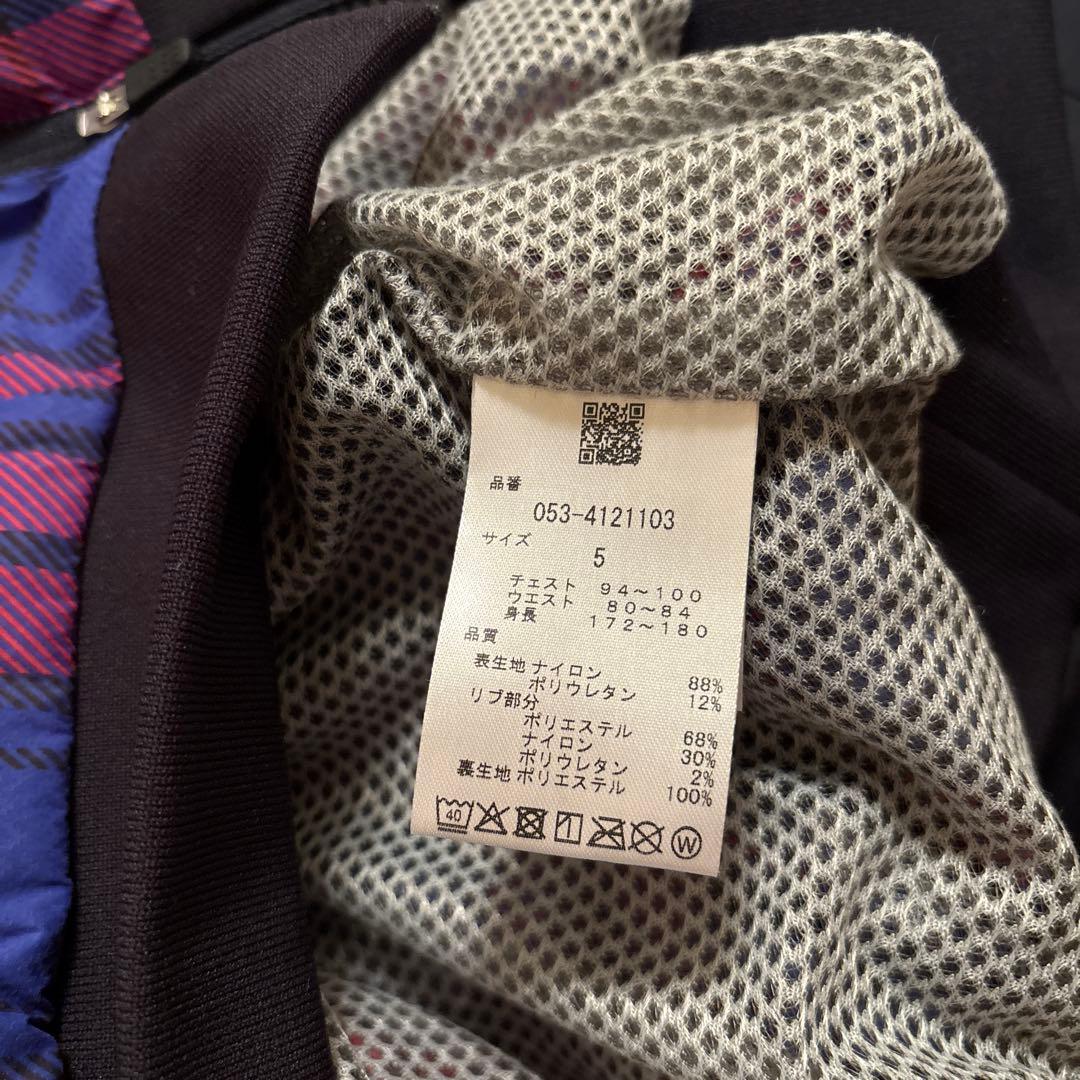 品番
053-4121103
サイズ
5
チェスト 94～100
ウエスト 80～84
身長 172～180
品質
表生地 ナイロン 88%
ポリウレタン 12%
リブ部分
ポリエステル 68%
ナイロン 30%
ポリウレタン 2%
裏生地 ポリエステル 100%
40 W